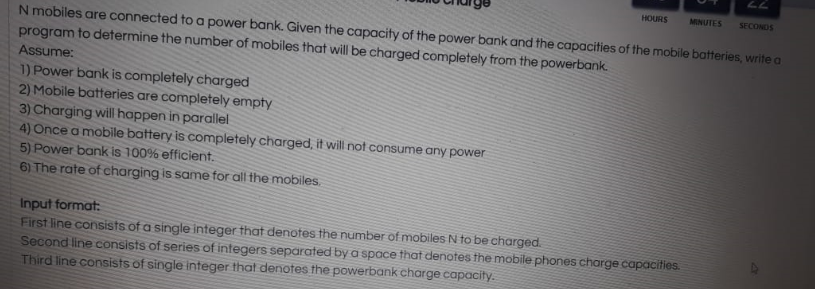 HOURS MINUTES SECONDS
N mobiles are connected to a power bank. Given the capacity of the power bank and the capacities of the mobile batteries, write a
program to determine the number of mobiles that will be charged completely from the powerbank.
Assume:
1) Power bank is completely charged
2) Mobile batteries are completely empty
3) Charging will happen in parallel
4) Once a mobile battery is completely charged, it will not consume any power
5) Power bank is 100% efficient.
6) The rate of charging is same for all the mobiles.
Input format:
First line consists of a single integer that denotes the number of mobiles N to be charged.
Second line consists of series of integers separated by a space that denotes the mobile phones charge capacities.
Third line consists of single integer that denotes the powerbank charge capacity.